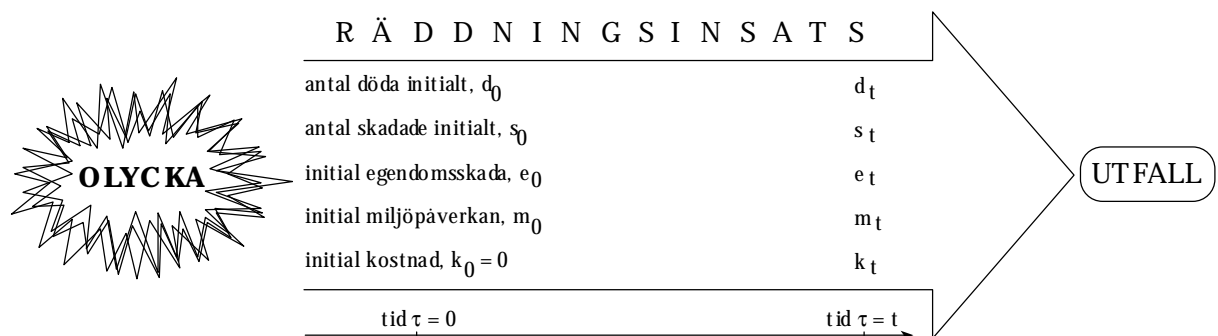 RÄDDNINGSINSATS
antal döda initialt, d0 dt
antal skadade initialt, s0 st
OLYCKA initial egendomsskada, e0 et UTFALL
initial miljöpåverkan, m0 mt
initial kostnad, k0 = 0 kt
tid τ = 0 tid τ = t